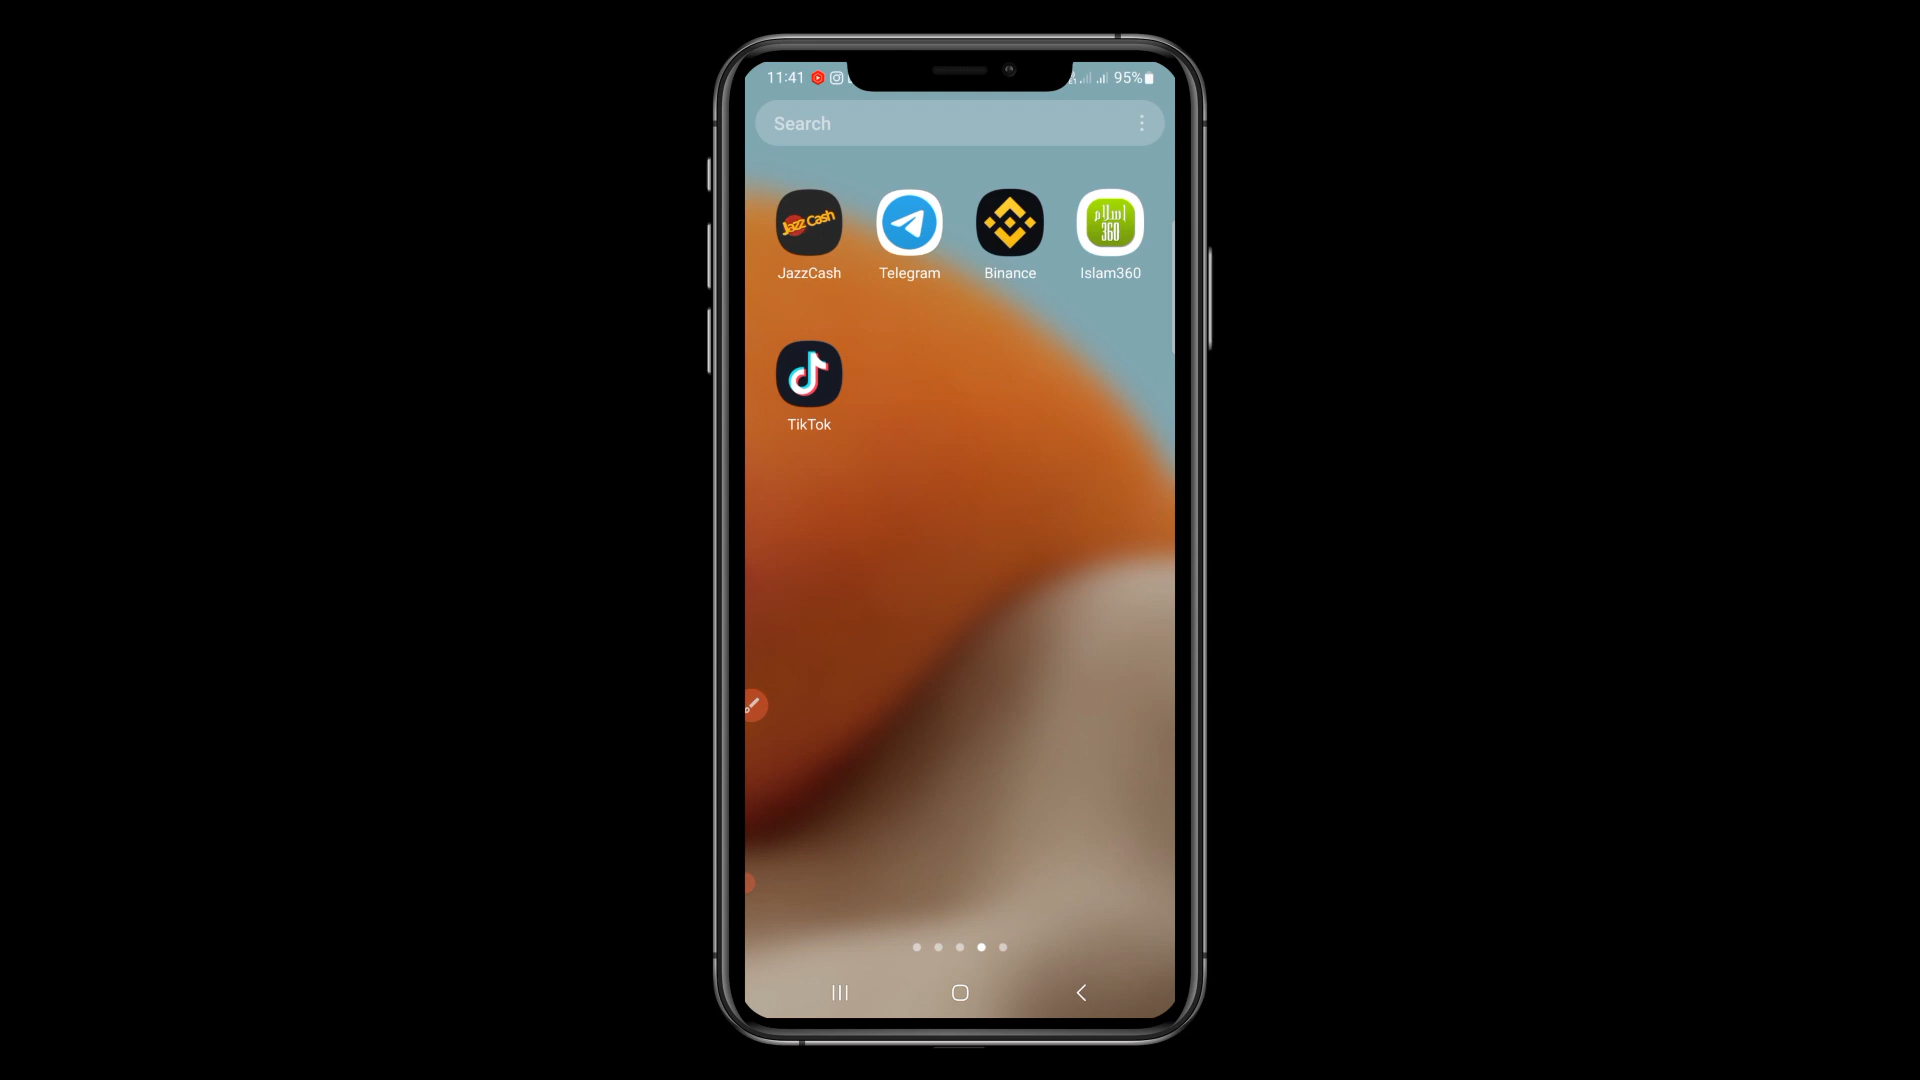 11:41
95%
Search
Jazz Cash
اسلام
360
JazzCash
Telegram
Binance
Islam360
TikTok